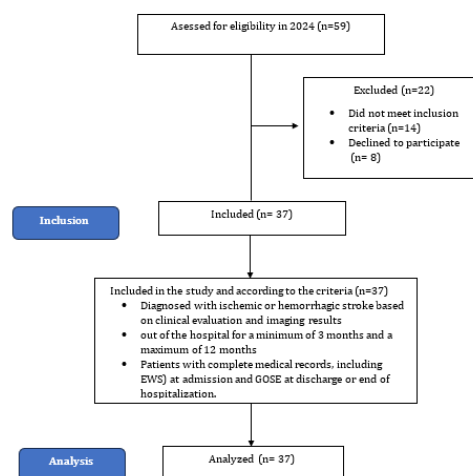 Asessed for eligibility in 2024 (n=59)
Excluded (n=22)
• Did not meet inclusion
criteria (n=14)
• Declined to participate
(n= 8)
Included (n= 37)
Inclusion
Included in the study and according to the criteria (n=37)
• Diagnosed with ischemic or hemorrhagic stroke based
on clinical evaluation and imaging results
• out of the hospital for a minimum of 3 months and a
maximum of 12 months
• Patients with complete medical records, including
EWS) at admission and GOSE at discharge or end of
hospitalization.
Analysis
Analyzed (n= 37)